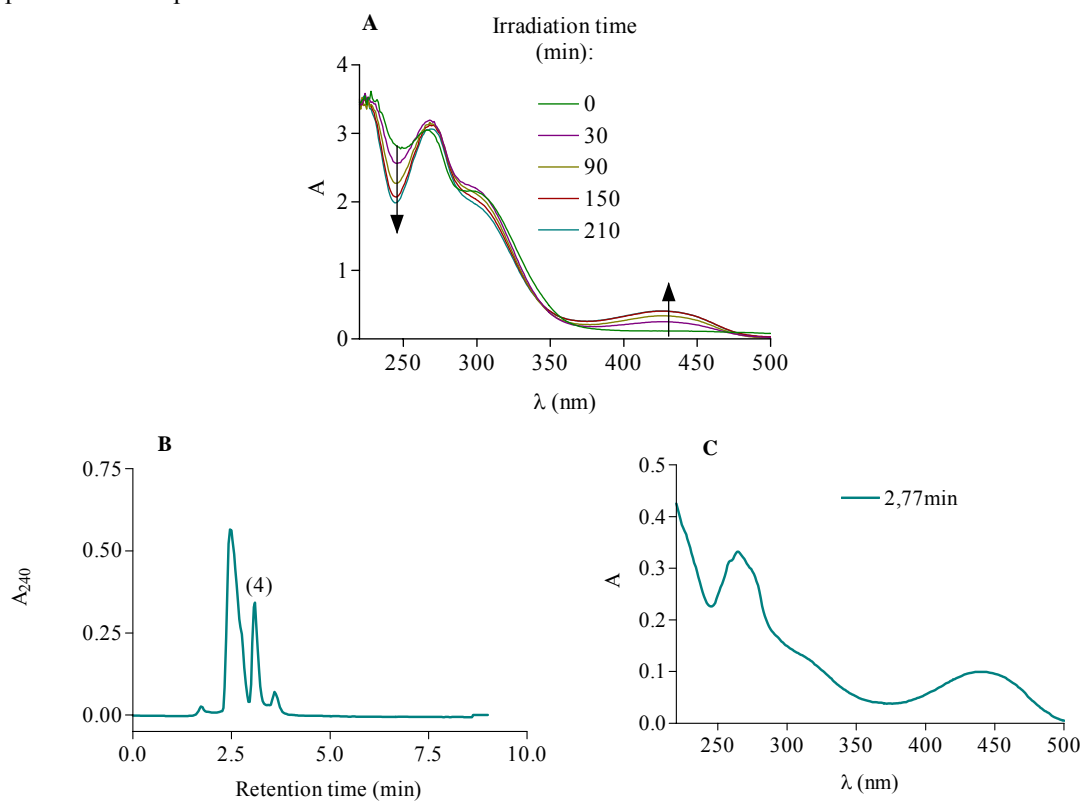 A
Irradiation time
(min):
0
30
90
150
210
4
3
2
1
0
A
250 300 350 400 450 500
λ (nm)
B
0.75
0.50
0.25
0.00
A240
(4)
0.0 2.5 5.0 7.5 10.0
Retention time (min)
C
0.5
0.4
0.3
0.2
0.1
0.0
A
2,77min
250 300 350 400 450 500
λ (nm)